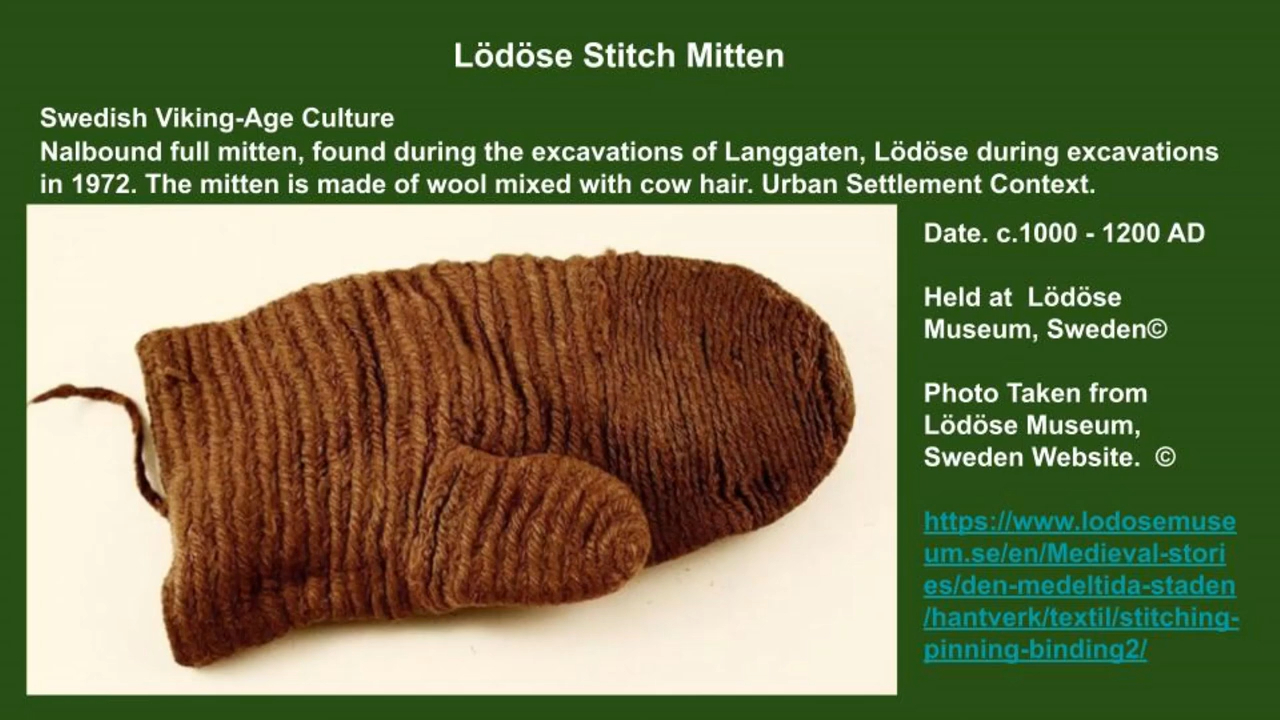 Lödöse Stitch Mitten
Swedish Viking-Age Culture
Nalbound full mitten, found during the excavations of Langgaten, Lödöse during excavations
in 1972. The mitten is made of wool mixed with cow hair. Urban Settlement Context.
Date. c.1000 - 1200 AD
Held at  Lödöse
Museum, Sweden©
Photo Taken from
Lödöse Museum,
Sweden Website.  ©
https://www.lodosemuse
um.se/en/Medieval-stori
es/den-medeltida-staden
/hantverk/textil/stitching-
pinning-binding2/